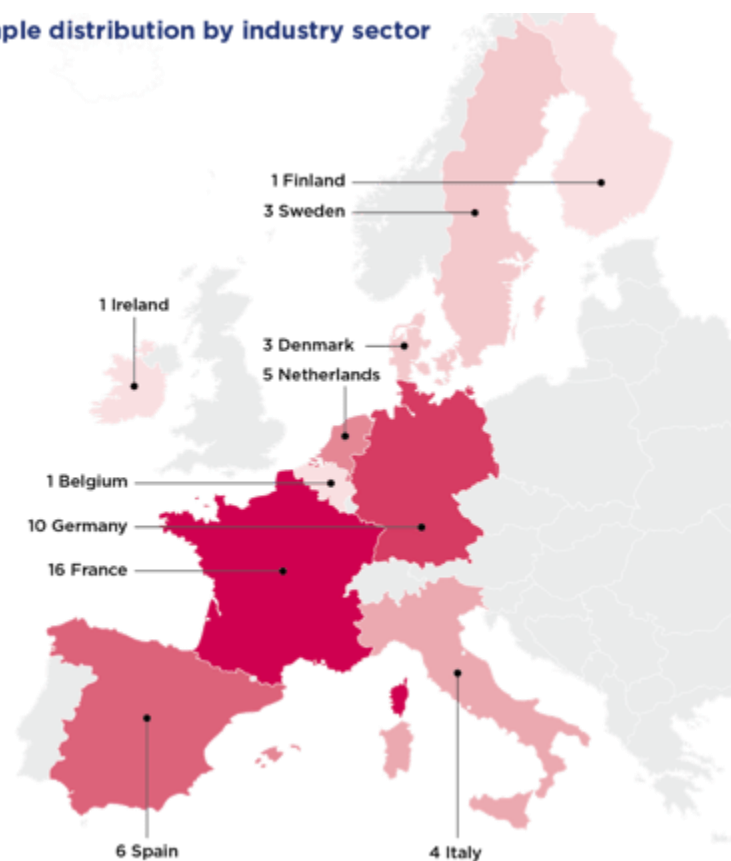 distribution by industry sector
1 Finland
3 Sweden
1 Ireland
3 Denmark
5 Netherlands
1 Belgium
10 Germany
16 France
6 Spain
4 Italy